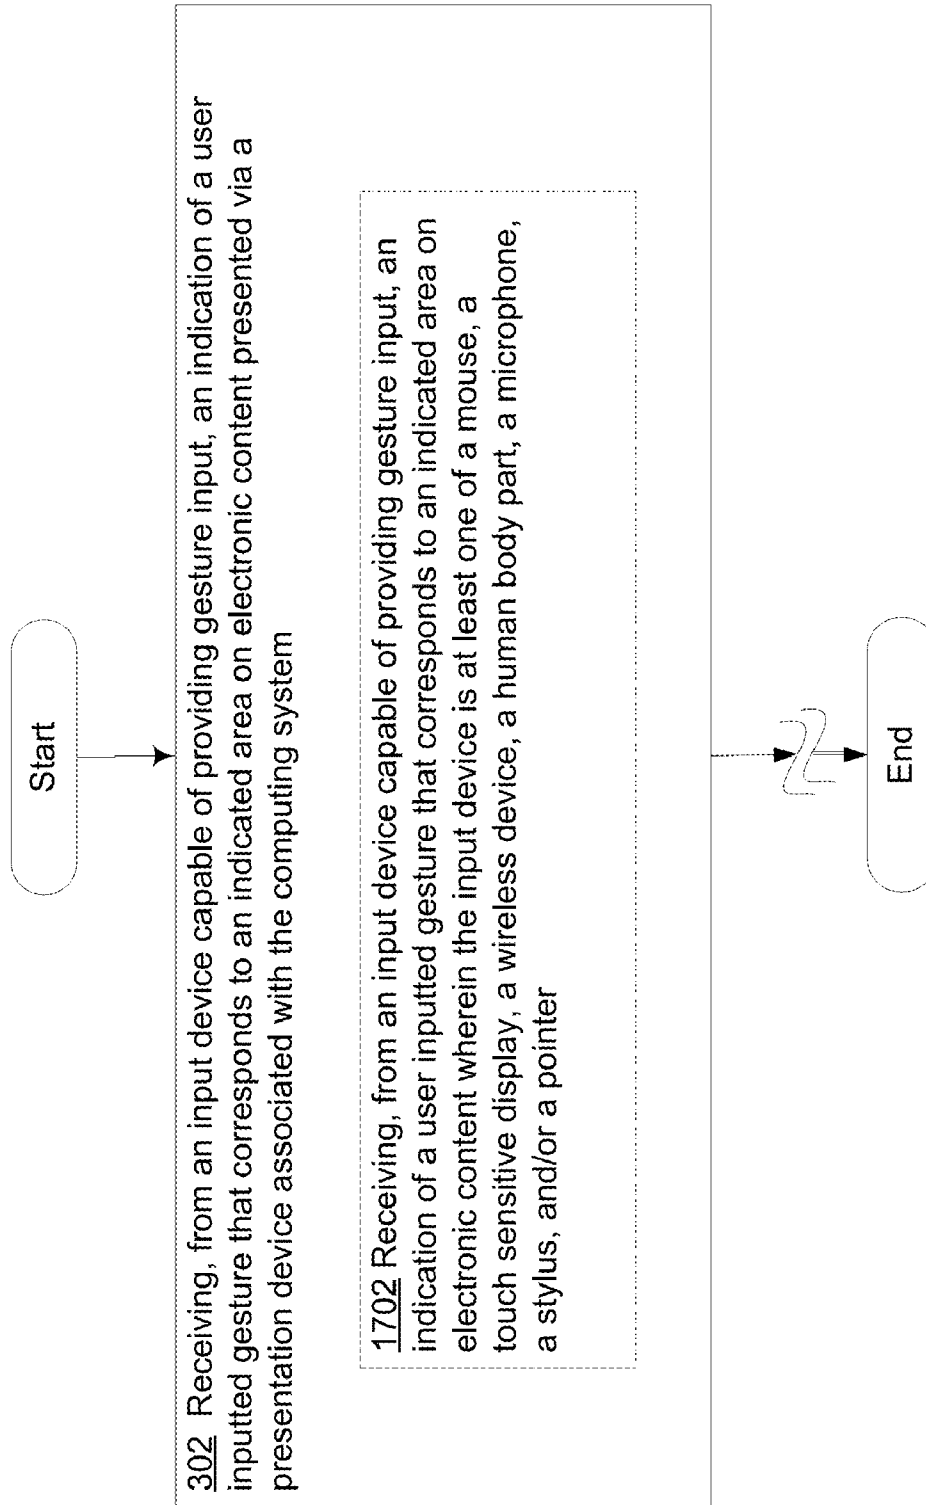 Start
302 Receiving, from an input device capable of providing gesture input, an indication of a user
inputted gesture that corresponds to an indicated area on electronic content presented via a
presentation device associated with the computing system
1702 Receiving, from an input device capable of providing gesture input, an
indication of a user inputted gesture that corresponds to an indicated area on
electronic content wherein the input device is at least one of a mouse, a
touch sensitive display, a wireless device, a human body part, a microphone,
a stylus, and/or a pointer
End